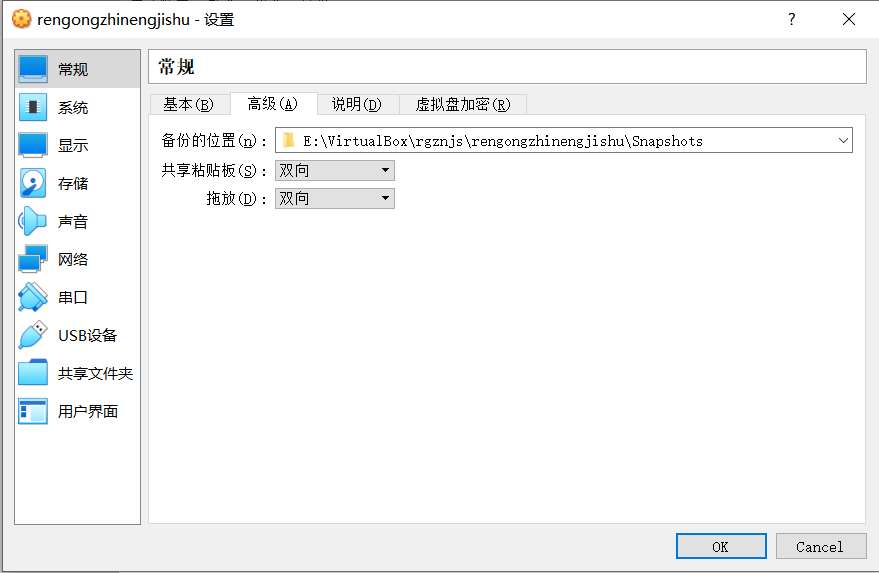 rengongzhinengjishu - 设置
?
常规
系统
显示
存储
声音
网络
串口
USB设备
共享文件夹
用户界面
常规
基本(B) 高级(A) 说明(D) 虚拟盘加密(R)
备份的位置(n)： E:\VirtualBox\rgznjs\rengongzhinengjishu\Snapshots
共享粘贴板(S)： 双向
拖放(D)： 双向
OK Cancel